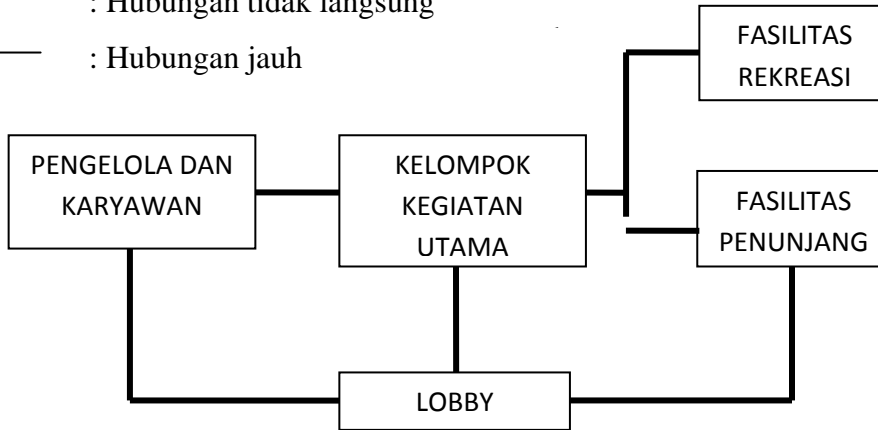 : Hubungan tidak langsung
: Hubungan jauh
FASILITAS
REKREASI
PENGELOLA DAN
KARYAWAN
KELOMPOK
KEGIATAN
UTAMA
FASILITAS
PENUNJANG
LOBBY